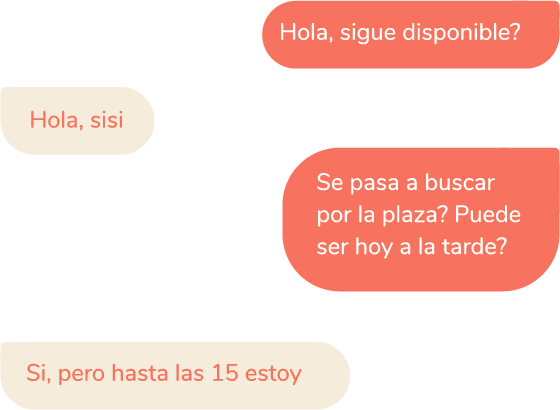 Hola, sigue disponible?
Hola, sisi
Se pasa a buscar
por la plaza? Puede
ser hoy a la tarde?
Si, pero hasta las 15 estoy